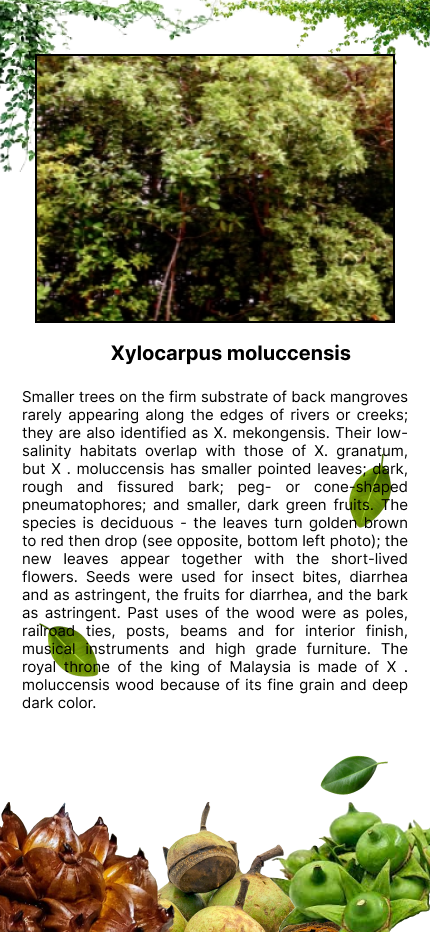 Xylocarpus moluccensis
Smaller trees on the firm substrate of back mangroves
rarely appearing along the edges of rivers or creeks;
they are also identified as X. mekongensis. Their low-
salinity habitats overlap with those of X. granatum,
but X . moluccensis has smaller pointed leaves; dark,
rough and fissured bark; peg- or cone-shaped
pneumatophores; and smaller, dark green fruits. The
species is deciduous - the leaves turn golden brown
to red then drop (see opposite, bottom left photo); the
new leaves appear together with the short-lived
flowers. Seeds were used for insect bites, diarrhea
and as astringent, the fruits for diarrhea, and the bark
as astringent. Past uses of the wood were as poles,
railroad ties, posts, beams and for interior finish,
musical instruments and high grade furniture. The
royal throne of the king of Malaysia is made of X .
moluccensis wood because of its fine grain and deep
dark color.